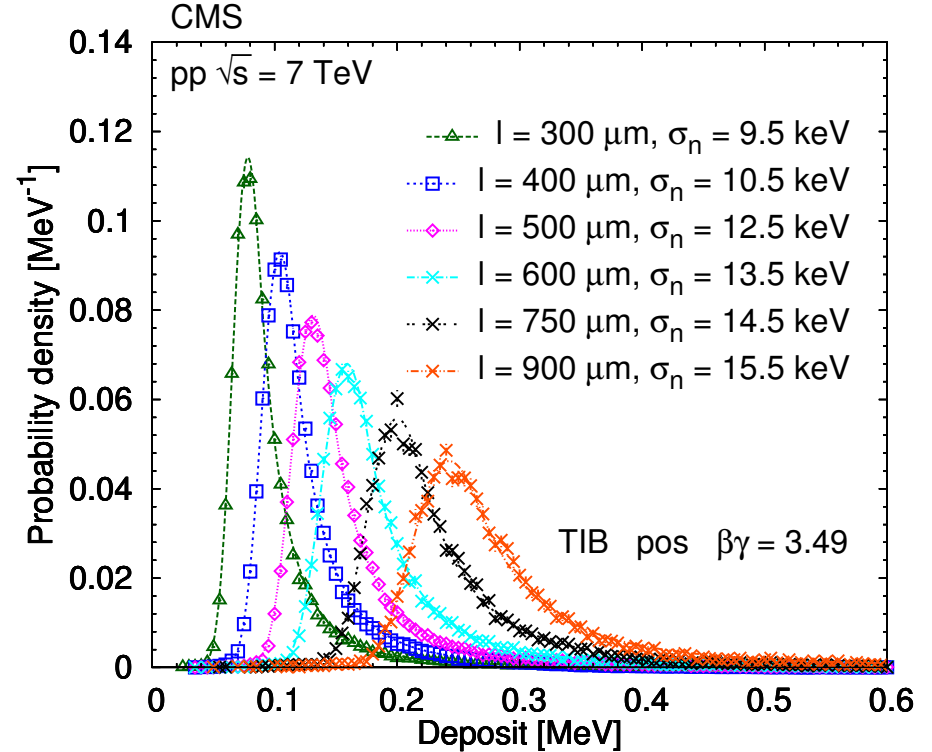 CMS
pp √s = 7 TeV
l = 300 μm, σn = 9.5 keV
l = 400 μm, σn = 10.5 keV
l = 500 μm, σn = 12.5 keV
l = 600 μm, σn = 13.5 keV
l = 750 μm, σn = 14.5 keV
l = 900 μm, σn = 15.5 keV
TIB pos βγ = 3.49
Probability density [MeV⁻¹]
0.14
0.12
0.1
0.08
0.06
0.04
0.02
0
0 0.1 0.2 0.3 0.4 0.5 0.6
Deposit [MeV]